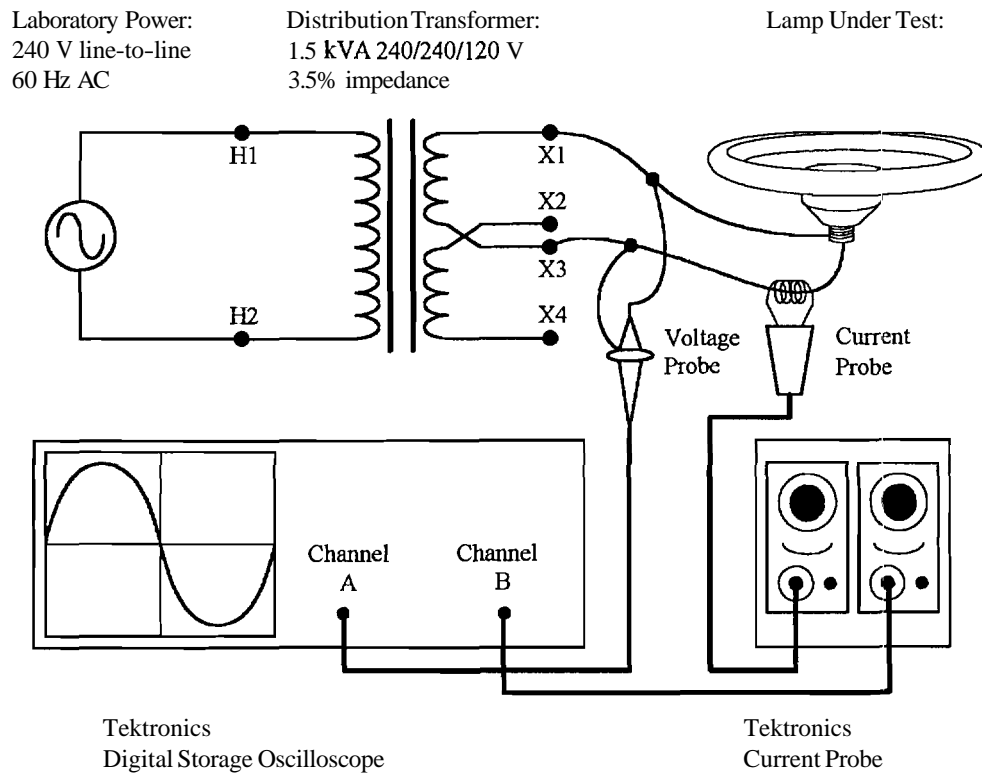 Laboratory Power:
240 V line-to-line
60 Hz AC
Distribution Transformer:
1.5 kVA 240/240/120 V
3.5% impedance
Lamp Under Test:
H1
X1
X2
X3
H2
X4
Voltage
Probe
Current
Probe
Channel
A
Channel
B
Tektronics
Digital Storage Oscilloscope
Tektronics
Current Probe